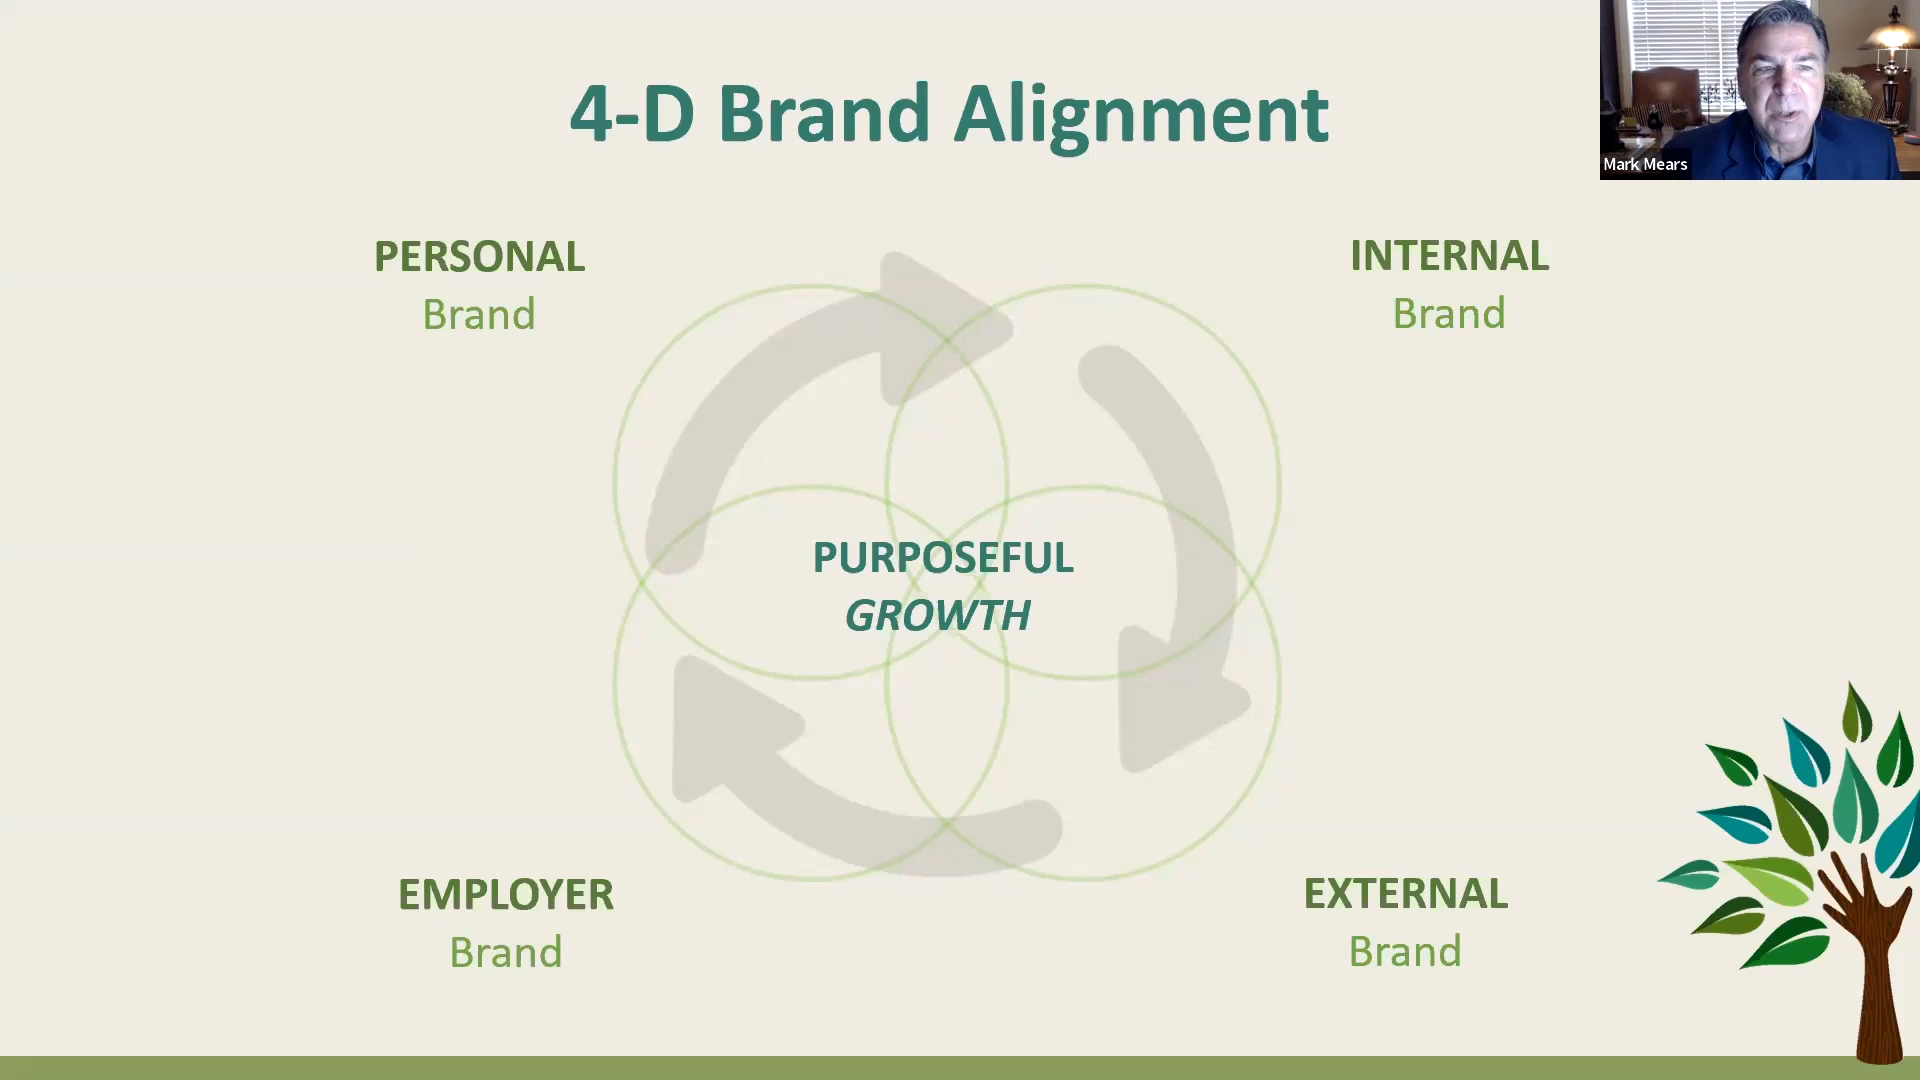 4-D Brand Alignment
Mark Mears
PERSONAL
Brand
INTERNAL
Brand
PURPOSEFUL
GROWTH
EMPLOYER
Brand
EXTERNAL
Brand